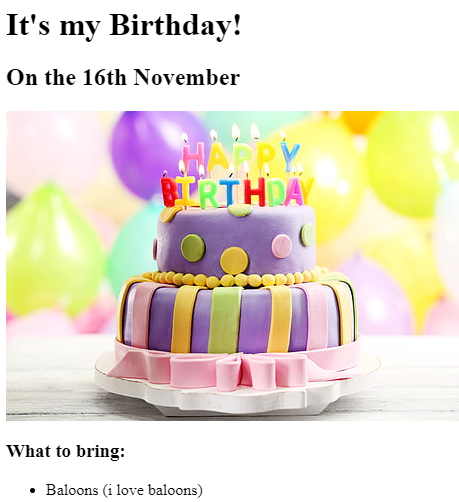 It's my Birthday!
On the 16th November
HAPPY
BIRTHDAY
What to bring:
Baloons (i love baloons)